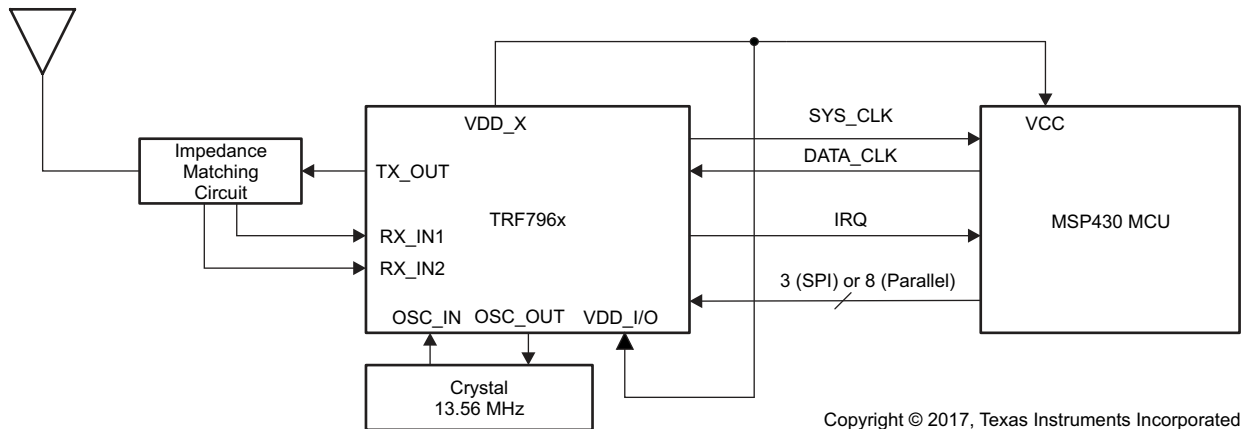 VDD_X
VCC
SYS_CLK
DATA_CLK
Impedance
Matching
Circuit
TX_OUT
TRF796x
IRQ
MSP430 MCU
RX_IN1
RX_IN2
3 (SPI) or 8 (Parallel)
OSC_IN
OSC_OUT
VDD_I/O
Crystal
13.56 MHz
Copyright © 2017, Texas Instruments Incorporated